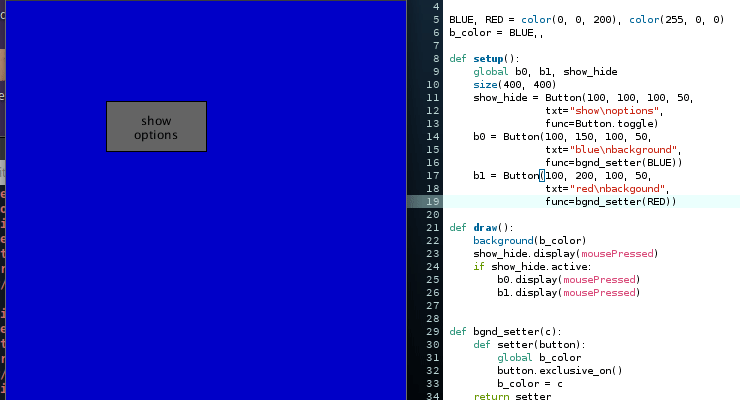 show
options
4
5 BLUE, RED = color(0, 0, 200), color(255, 0, 0)
6 b_color = BLUE,,
7
8 def setup():
9     global b0, b1, show_hide
10     size(400, 400)
11     show_hide = Button(100, 100, 100, 50,
12                 txt="show\noptions",
13                 func=Button.toggle)
14     b0 = Button(100, 150, 100, 50,
15                 txt="blue\nbackground",
16                 func=bgnd_setter(BLUE))
17     b1 = Button(100, 200, 100, 50,
18                 txt="red\nbackgound",
19                 func=bgnd_setter(RED))
20
21 def draw():
22     background(b_color)
23     show_hide.display(mousePressed)
24     if show_hide.active:
25         b0.display(mousePressed)
26         b1.display(mousePressed)
27
28
29 def bgnd_setter(c):
30     def setter(button):
31         global b_color
32         button.exclusive_on()
33         b_color = c
34     return setter